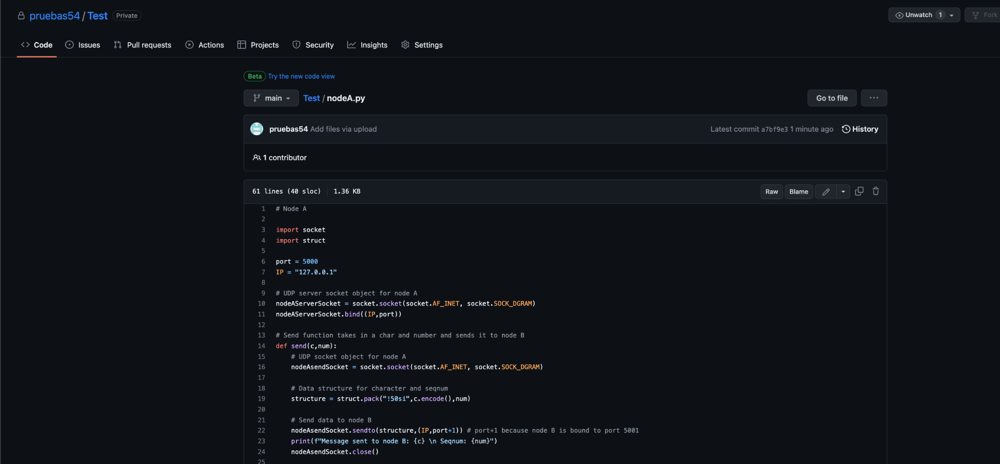 pruebas54 / Test Private Unwatch 1 Fork
Code Issues Pull requests Actions Projects Security Insights Settings
Beta Try the new code view
main Test / nodeA.py Go to file ...
pruebas54 Add files via upload Latest commit a7bf9e3 1 minute ago History
1 contributor
61 lines (40 sloc) 1.36 KB Raw Blame
1 # Node A
2
3 import socket
4 import struct
5
6 port = 5000
7 IP = "127.0.0.1"
8
9 # UDP server socket object for node A
10 nodeAServerSocket = socket.socket(socket.AF_INET, socket.SOCK_DGRAM)
11 nodeAServerSocket.bind((IP,port))
12
13 # Send function takes in a char and number and sends it to node B
14 def send(c,num):
15     # UDP socket object for node A
16     nodeAsendSocket = socket.socket(socket.AF_INET, socket.SOCK_DGRAM)
17
18     # Data structure for character and seqnum
19     structure = struct.pack("!50si",c.encode(),num)
20
21     # Send data to node B
22     nodeAsendSocket.sendto(structure,(IP,port+1)) # port+1 because node B is bound to port 5001
23     print(f"Message sent to node B: {c} \n Seqnum: {num}")
24     nodeAsendSocket.close()
25